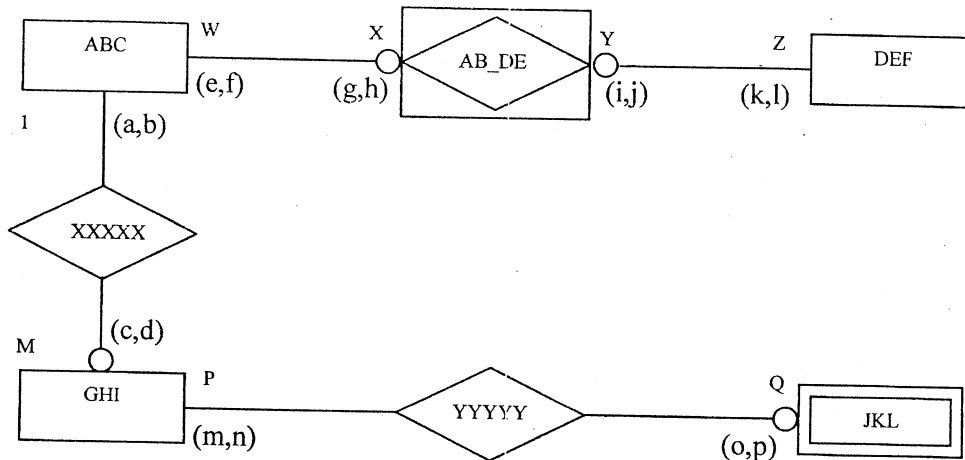 ABC
W
X
AB_DE
Y
Z
DEF
(e,f)
(g,h)
(i,j)
(k,l)
1
(a,b)
XXXXX
(c,d)
M
GHI
P
YYYYY
Q
JKL
(m,n)
(o,p)